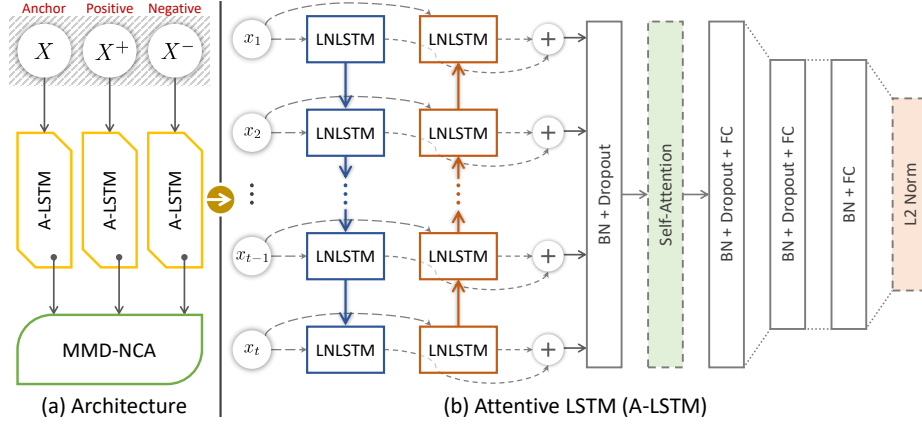 Anchor Positive Negative
X X⁺ X⁻
A-LSTM A-LSTM A-LSTM
MMD-NCA
(a) Architecture
x₁ LNLSTM LNLSTM +
x₂ LNLSTM LNLSTM +
⋮ ⋮ ⋮
xₜ₋₁ LNLSTM LNLSTM +
xₜ LNLSTM LNLSTM +
BN + Dropout
Self-Attention
BN + Dropout + FC
BN + Dropout + FC
BN + FC
L2 Norm
(b) Attentive LSTM (A-LSTM)